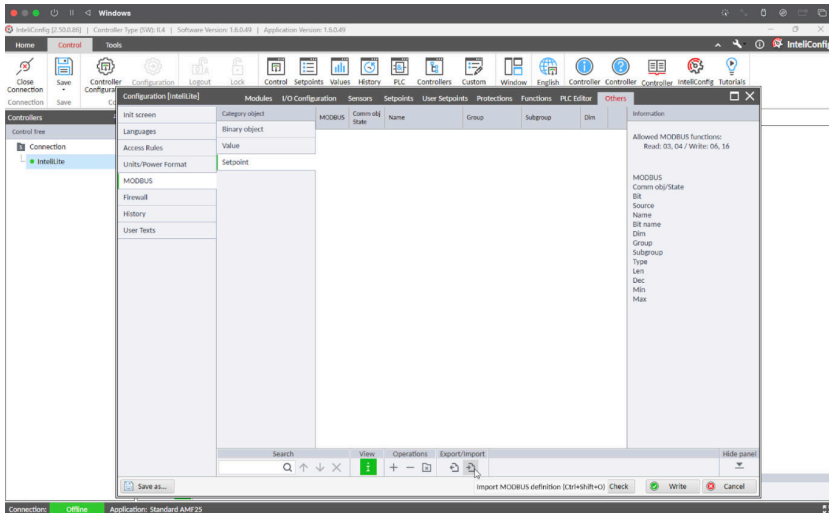 Windows
InteliConfig [2.50.0.86] | Controller Type (SW): IL4 | Software Version: 1.8.0.49 | Application Version: 1.8.0.49
Home Control Tools
InteliConfig
Close Connection Save Controller Configuration Configuration Logout Lock Control Setpoints Values History PLC Controllers Custom Window English Controller Controller Controller InteliConfig Tutorials
Connection Save
Configuration [InteliLite] Modules I/O Configuration Sensors Setpoints User Setpoints Protections Functions PLC Editor Others
Controllers
Control Tree
Connection
InteliLite
Init screen
Languages
Access Rules
Units/Power Format
MODBUS
Firewall
History
User Texts
Category object
Binary object
Value
Setpoint
MODBUS Comm obj State Name Group Subgroup Dim
Information
Allowed MODBUS functions:
Read: 03, 04 / Write: 06, 16
MODBUS
Comm obj/State
Bit
Source
Name
Bit name
Dim
Group
Subgroup
Type
Len
Dec
Min
Max
Search View Operations Export/Import Hide panel
Save as... Import MODBUS definition (Ctrl+Shift+O) Check Write Cancel
Connection: Offline Application: Standard AMF25